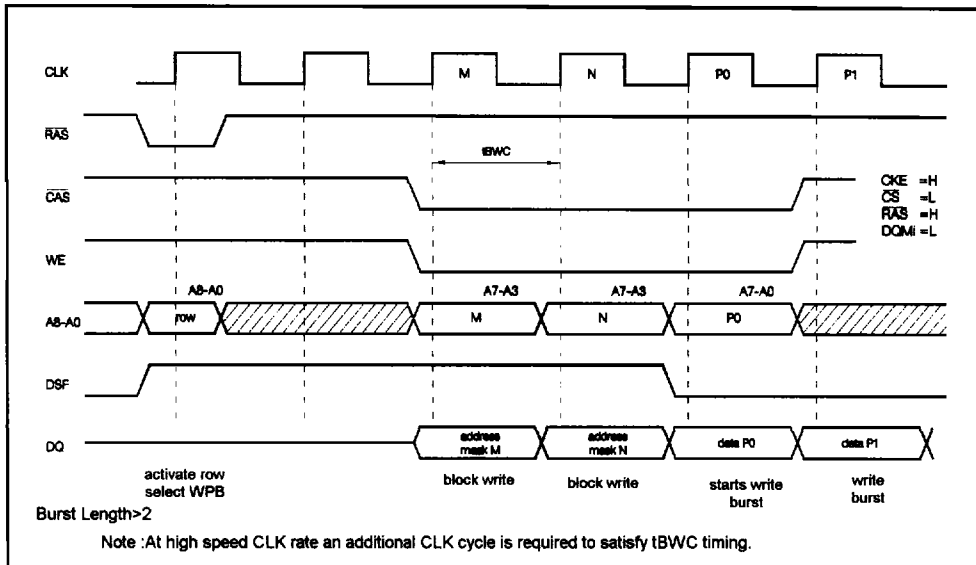 CLK M N P0 P1
RAS
tBWC
CAS
CKE =H
CS =L
RAS =H
DQMi =L
WE
A8-A0 A7-A3 A7-A3 A7-A0
A8-A0 row M N P0
DSF
DQ address mask M address mask N data P0 data P1
activate row
select WPB
block write
block write
starts write
burst
write
burst
Burst Length>2
Note :At high speed CLK rate an additional CLK cycle is required to satisfy tBWC timing.